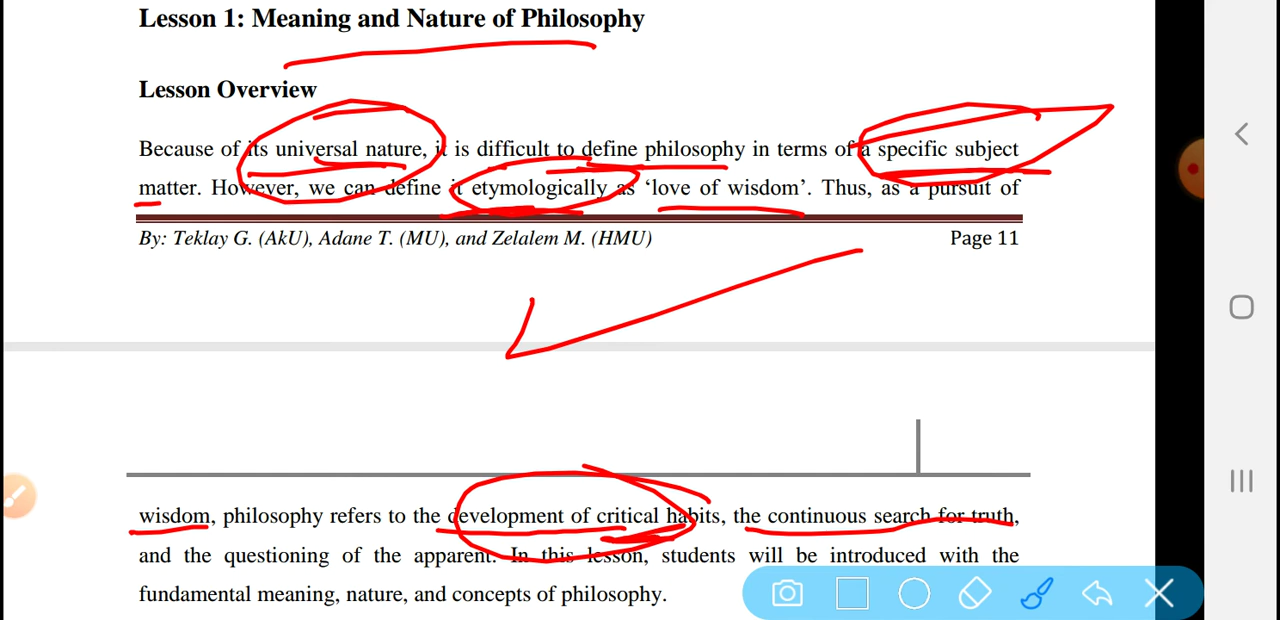 Lesson 1: Meaning and Nature of Philosophy
Lesson Overview
Because of its universal nature, it is difficult to define philosophy in terms of a specific subject
matter. However, we can define it etymologically as ‘love of wisdom’. Thus, as a pursuit of
By: Teklay G. (AkU), Adane T. (MU), and Zelalem M. (HMU) Page 11
wisdom, philosophy refers to the development of critical habits, the continuous search for truth,
and the questioning of the apparent. In this lesson, students will be introduced with the
fundamental meaning, nature, and concepts of philosophy.